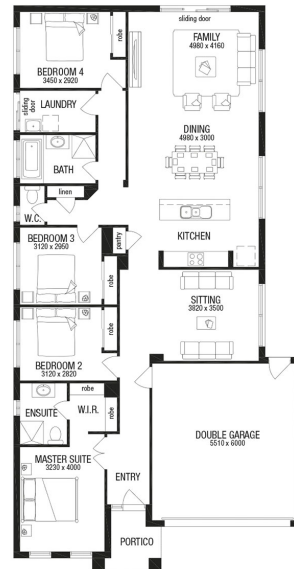 sliding door
FAMILY
4980 x 4160
robe
BEDROOM 4
3450 x 2920
sliding
door
LAUNDRY
DINING
4980 x 3000
BATH
linen
W.C.
KITCHEN
pantry
BEDROOM 3
3120 x 2950
robe
SITTING
3820 x 3500
robe
BEDROOM 2
3120 x 2820
robe
ENSUITE
W.I.R.
robe
DOUBLE GARAGE
5510 x 6000
MASTER SUITE
3230 x 4000
ENTRY
PORTICO